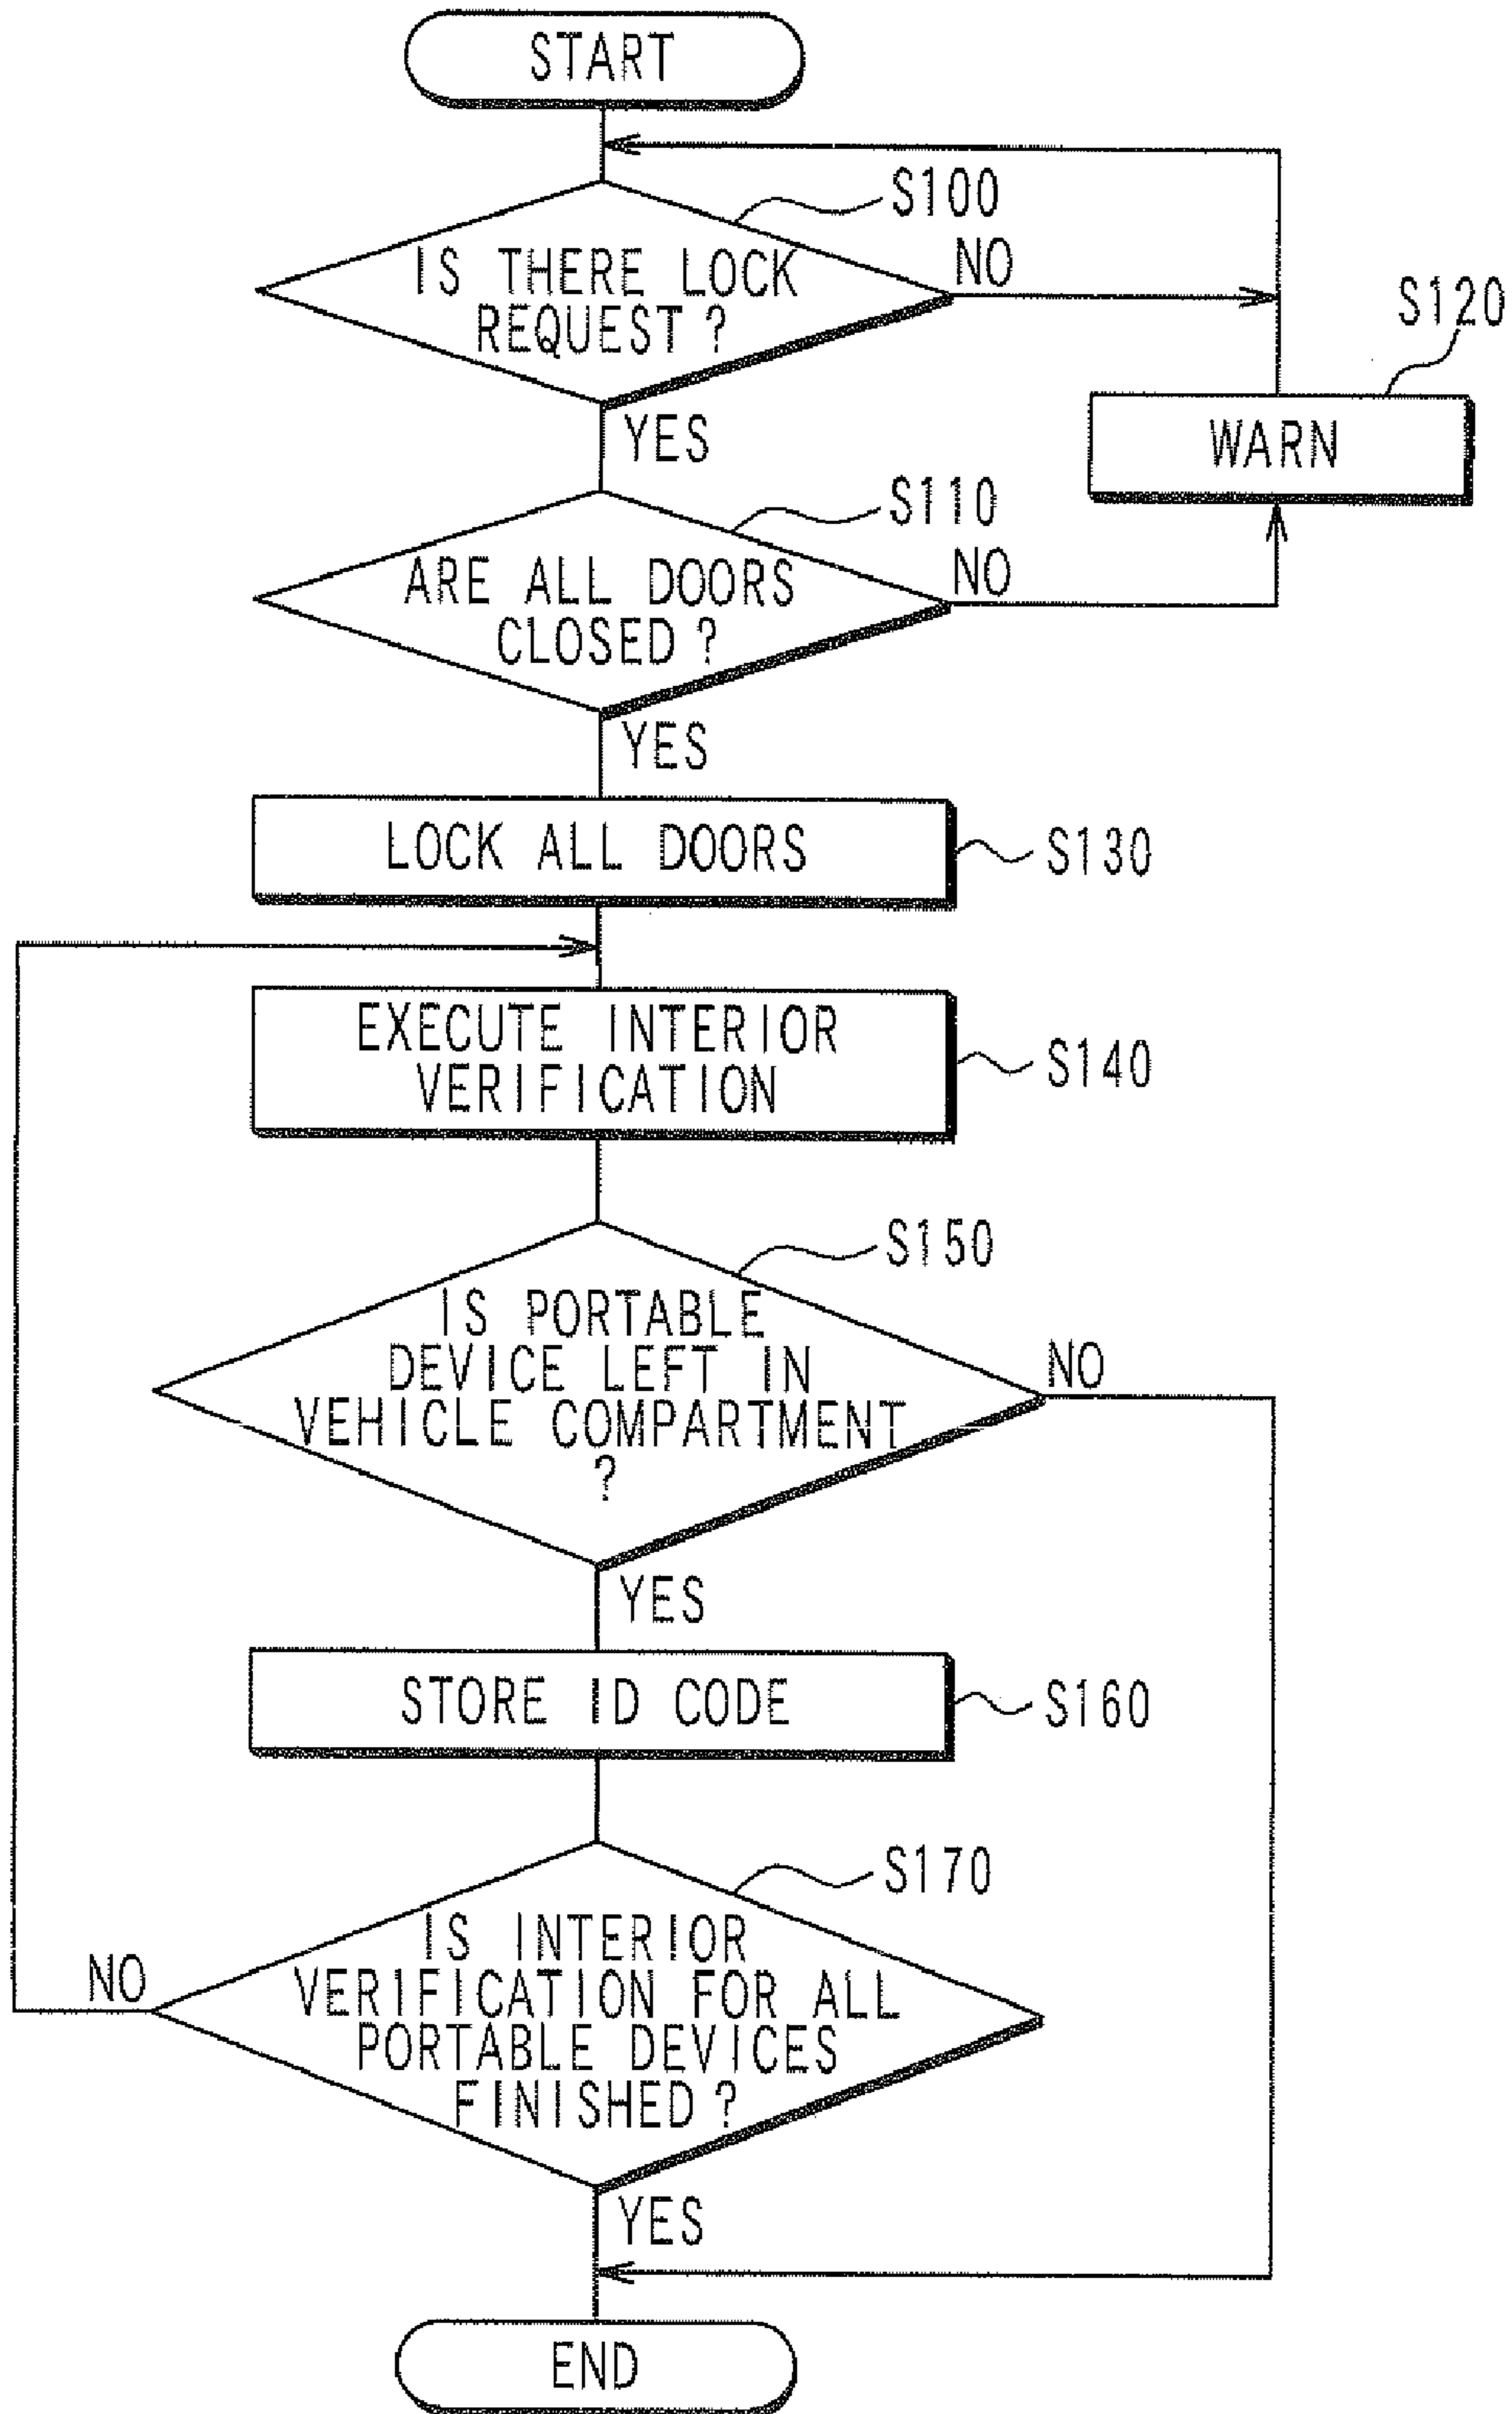 START
S100
IS THERE LOCK
REQUEST?
NO
YES
S120
WARN
S110
ARE ALL DOORS
CLOSED?
NO
YES
LOCK ALL DOORS
S130
EXECUTE INTERIOR
VERIFICATION
S140
S150
IS PORTABLE
DEVICE LEFT IN
VEHICLE COMPARTMENT
?
NO
YES
STORE ID CODE
S160
S170
IS INTERIOR
VERIFICATION FOR ALL
PORTABLE DEVICES
FINISHED?
NO
YES
END